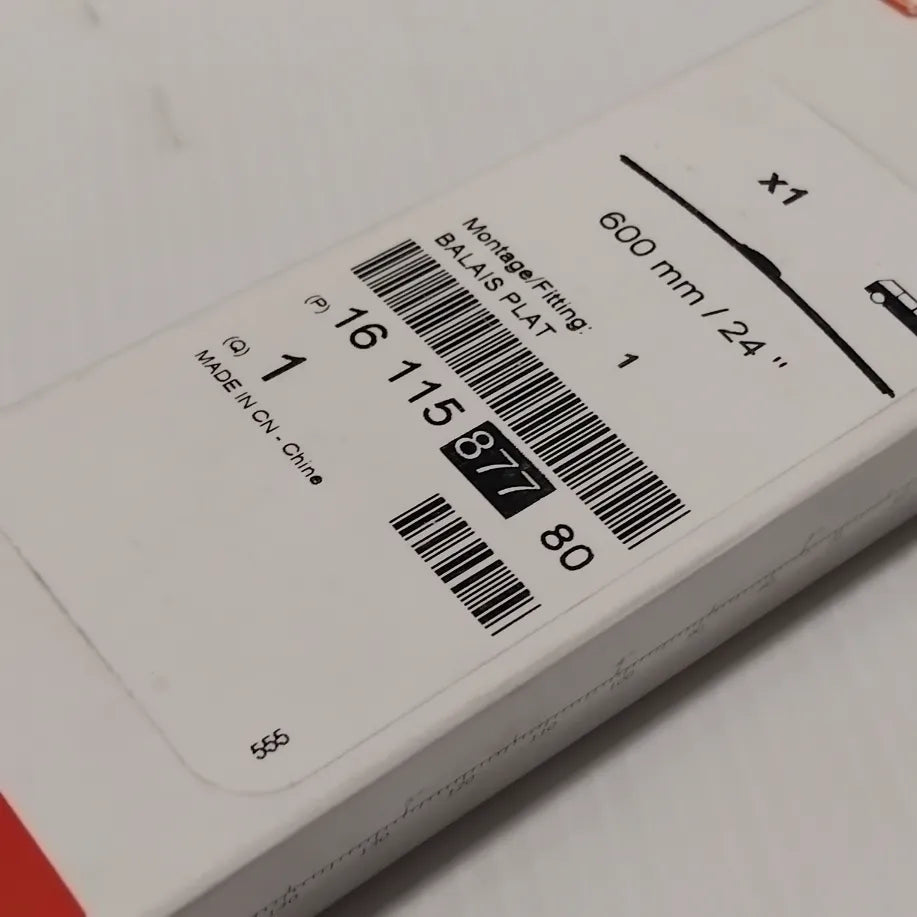 x1
600 mm / 24 "
Montage/Fitting: 1
BALAIS PLAT
(P) 16 115 877 80
(Q) 1
MADE IN CN - Chine
555